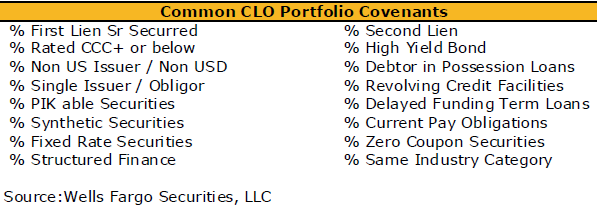 Common CLO Portfolio Covenants
% First Lien Sr Securred
% Second Lien
% Rated CCC+ or below
% High Yield Bond
% Non US Issuer / Non USD
% Debtor in Possession Loans
% Single Issuer / Obligor
% Revolving Credit Facilities
% PIK able Securities
% Delayed Funding Term Loans
% Synthetic Securities
% Current Pay Obligations
% Fixed Rate Securities
% Zero Coupon Securities
% Structured Finance
% Same Industry Category
Source:Wells Fargo Securities, LLC